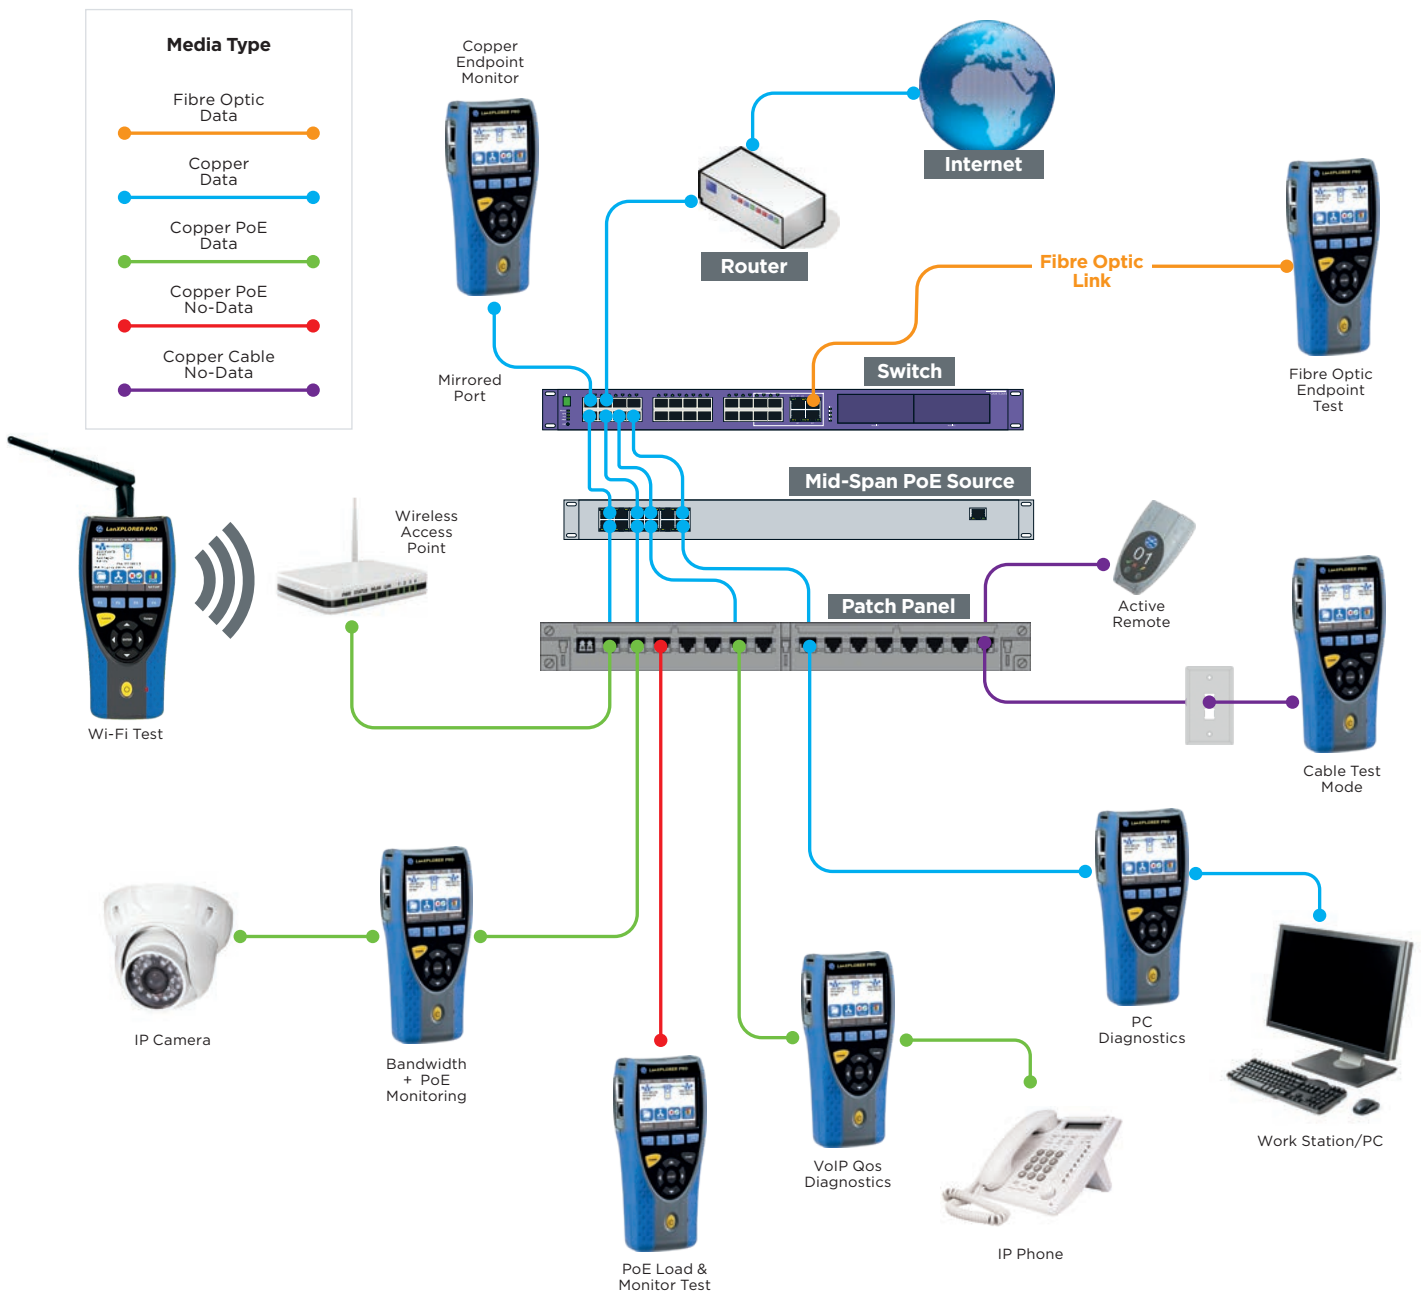 Media Type
Fibre Optic
Data
Copper
Data
Copper PoE
Data
Copper PoE
No-Data
Copper Cable
No-Data
Copper
Endpoint
Monitor
Internet
Router
Fibre Optic
Link
Mirrored
Port
Switch
Fibre Optic
Endpoint
Test
Mid-Span PoE Source
Wireless
Access
Point
LanXPLORER PRO
Wi-Fi Test
Patch Panel
01
Active
Remote
Cable Test
Mode
IP Camera
Bandwidth
+ PoE
Monitoring
PoE Load &
Monitor Test
VoIP Qos
Diagnostics
IP Phone
PC
Diagnostics
Work Station/PC